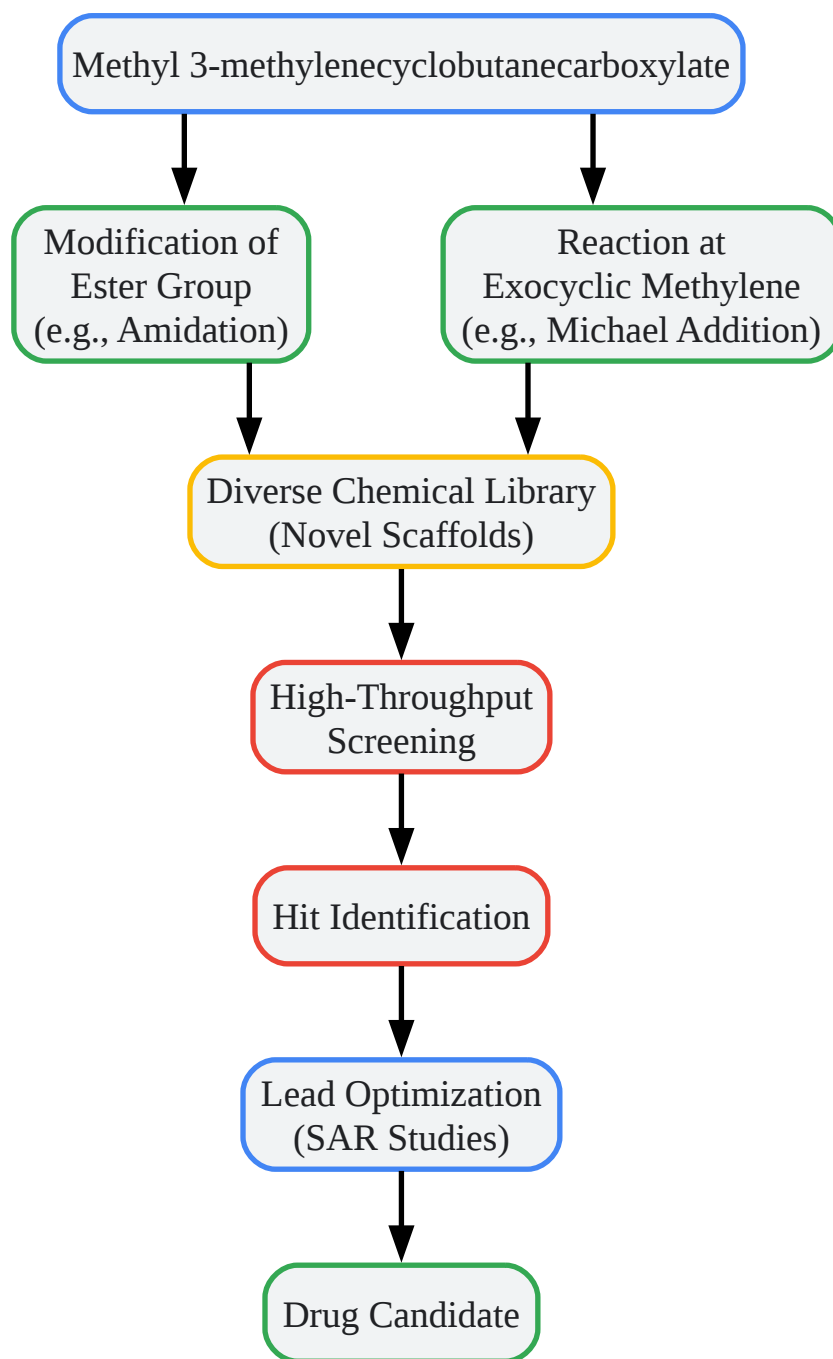 Methyl 3-methylenecyclobutanecarboxylate
Modification of
Ester Group
(e.g., Amidation)
Reaction at
Exocyclic Methylene
(e.g., Michael Addition)
Diverse Chemical Library
(Novel Scaffolds)
High-Throughput
Screening
Hit Identification
Lead Optimization
(SAR Studies)
Drug Candidate